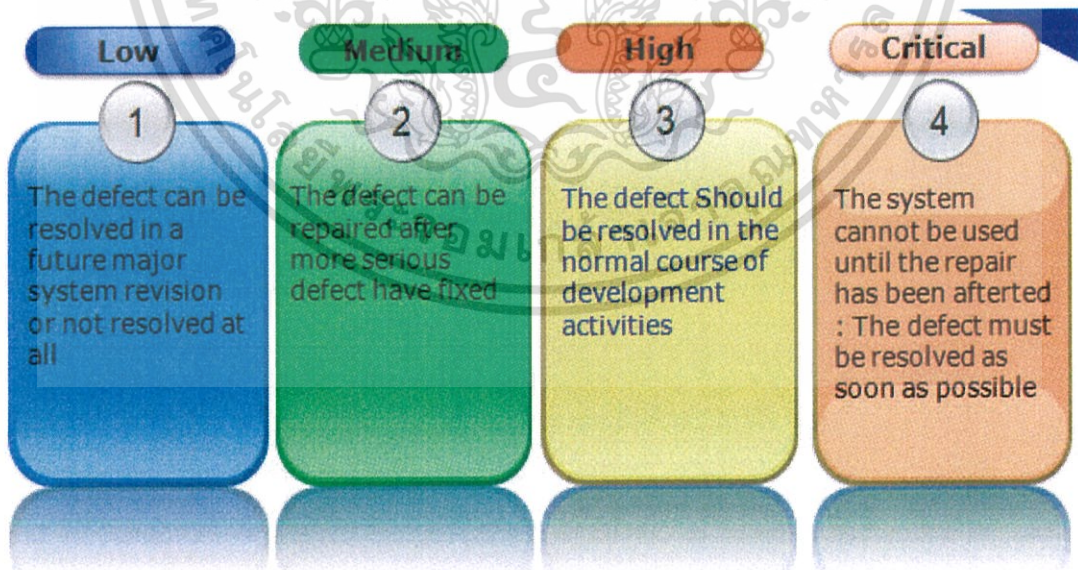 Low
Medium
High
Critical
1
2
3
4
The defect can be
resolved in a
future major
system revision
or not resolved at
all
The defect can be
repaired after
more serious
defect have fixed
The defect Should
be resolved in the
normal course of
development
activities
The system
cannot be used
until the repair
has been afterted
: The defect must
be resolved as
soon as possible